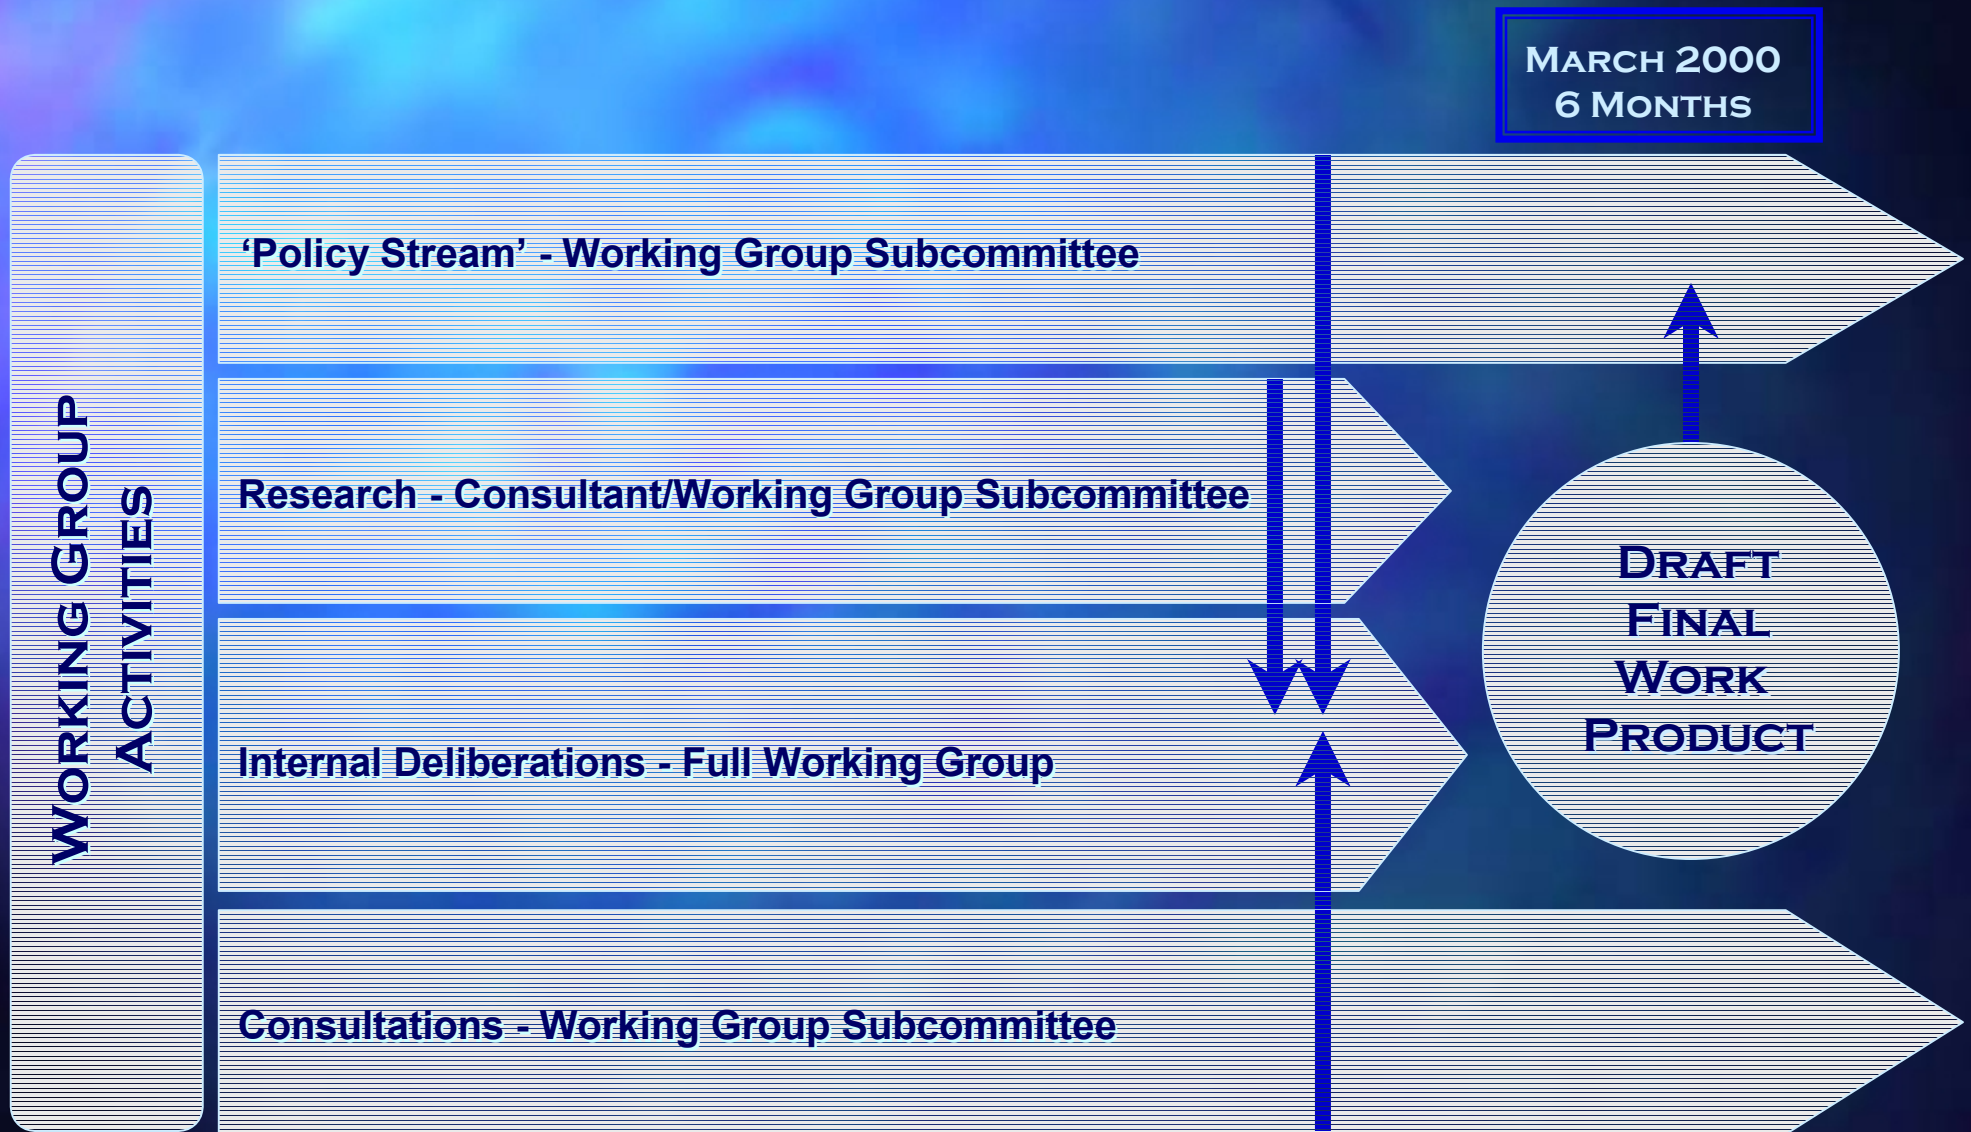 March 2000
6 Months
Working Group
Activities
‘Policy Stream’ - Working Group Subcommittee
Research - Consultant/Working Group Subcommittee
Internal Deliberations - Full Working Group
Consultations - Working Group Subcommittee
Draft
Final
Work
Product